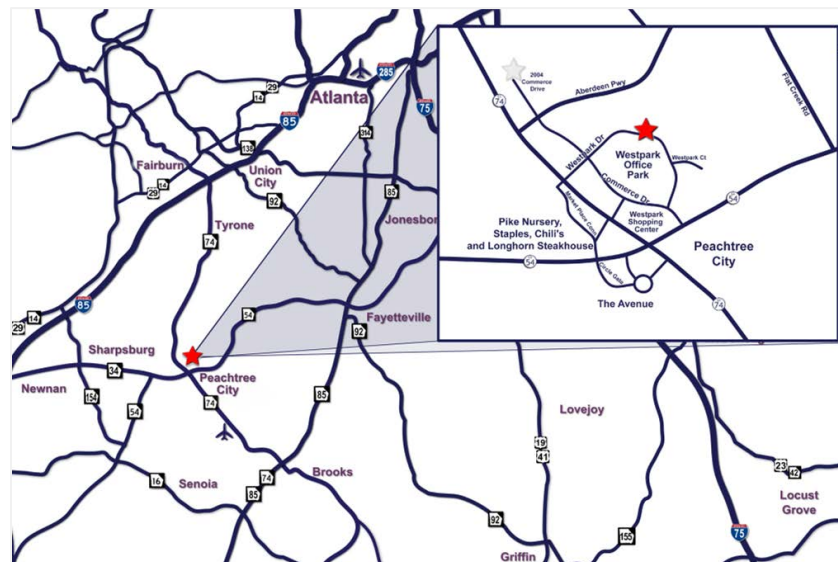 285
29
14
Atlanta
75
85
314
138
Fairburn
Union
City
14
29
92
85
Jonesbor
Tyrone
74
85
14
29
54
Fayetteville
92
Sharpsburg
34
Peachtree
City
Newnan
154
54
74
85
Lovejoy
19
41
Brooks
74
85
16
Senoia
23
42
Locust
Grove
92
155
75
Griffin
2004
Commerce
Drive
74
Aberdeen Pwy
Flat Creek Rd
Westpark Dr
Westpark
Office
Park
Westpark Ct
Commerce Dr
Westpark
Shopping
Center
54
Pike Nursery,
Staples, Chili's
and Longhorn Steakhouse
Peachtree
City
54
The Avenue
74